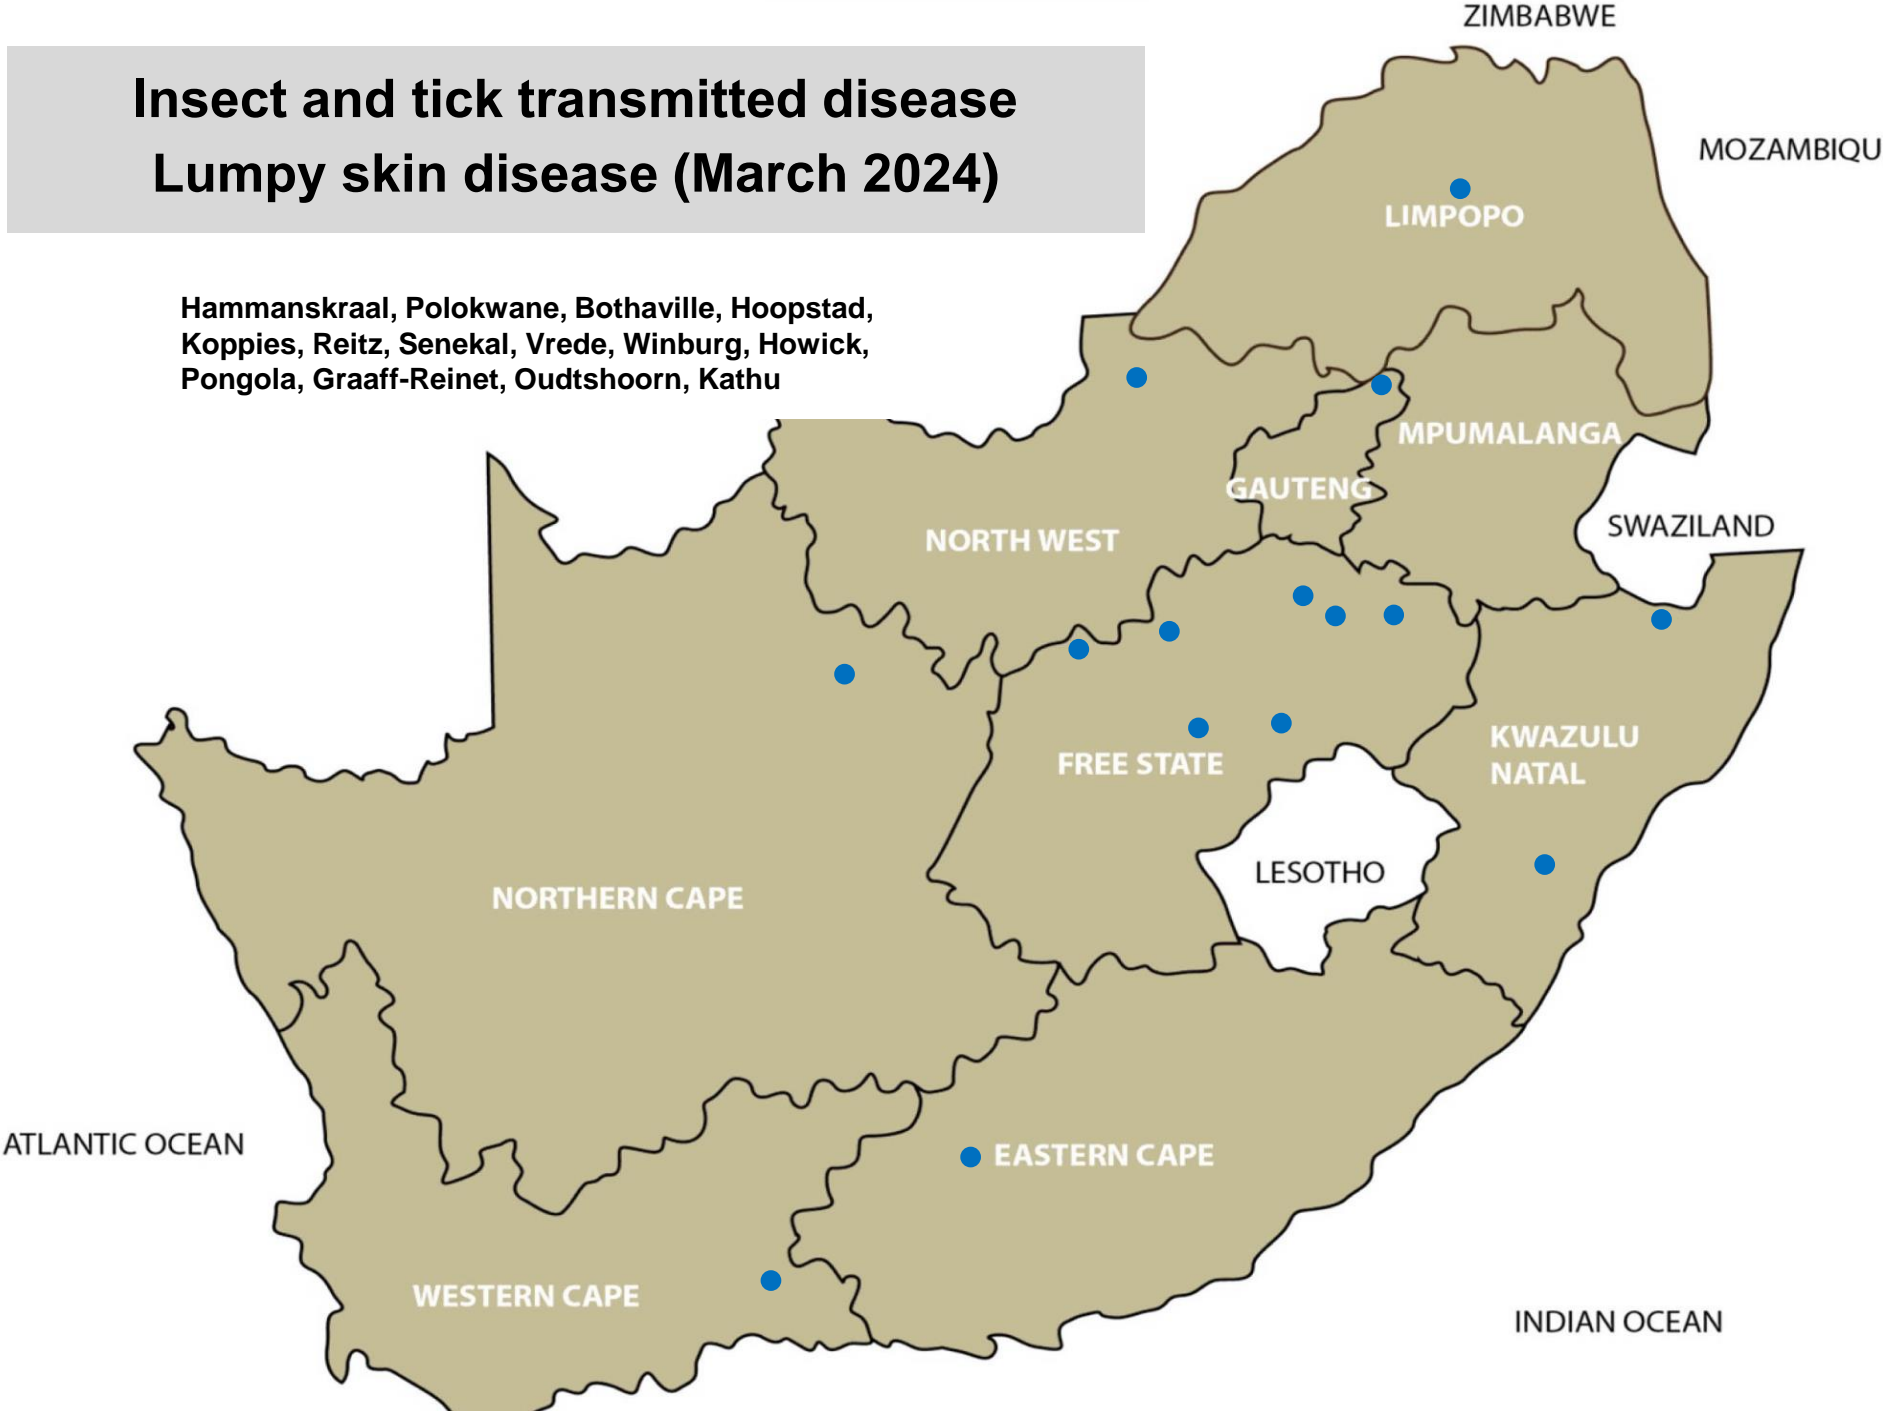 ZIMBABWE
Insect and tick transmitted disease
Lumpy skin disease (March 2024)
MOZAMBIQU
LIMPOPO
Hammanskraal, Polokwane, Bothaville, Hoopstad,
Koppies, Reitz, Senekal, Vrede, Winburg, Howick,
Pongola, Graaff-Reinet, Oudtshoorn, Kathu
MPUMALANGA
GAUTENG
SWAZILAND
NORTH WEST
KWAZULU
NATAL
FREE STATE
LESOTHO
NORTHERN CAPE
ATLANTIC OCEAN
EASTERN CAPE
WESTERN CAPE
INDIAN OCEAN